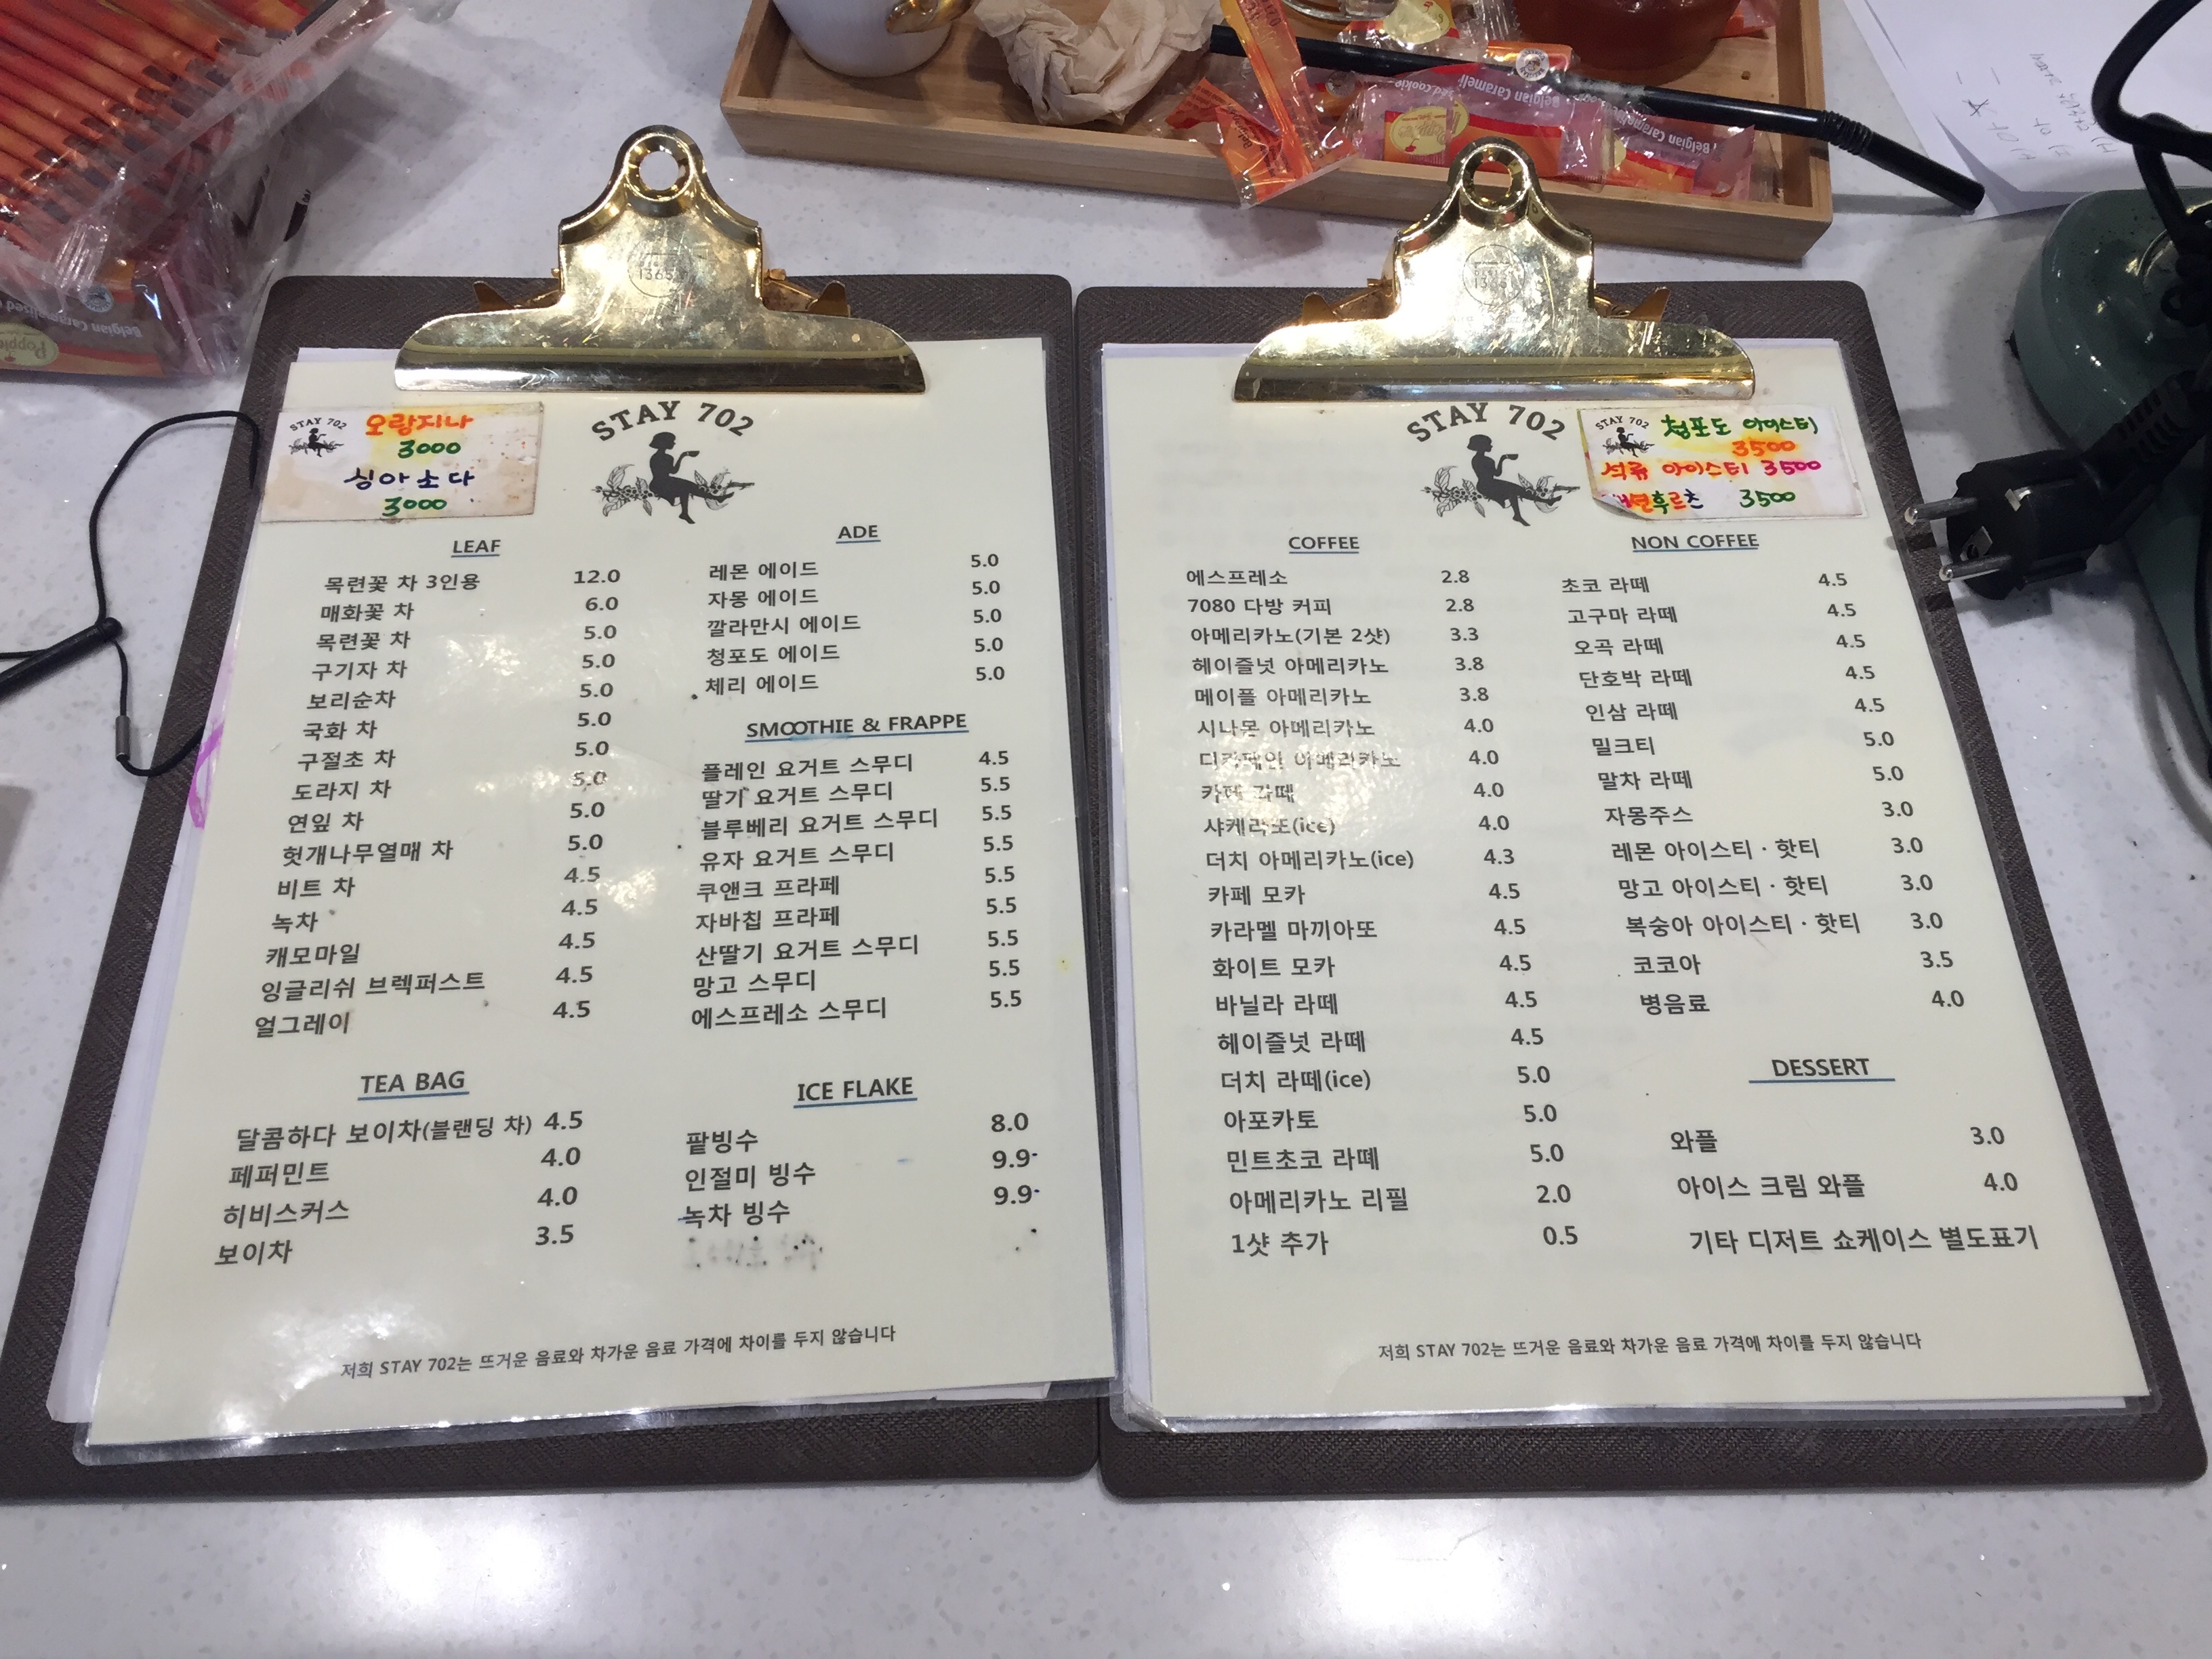 STAY 702
오랑지나
3000
싱아소다
3000
STAY 702
LEAF
목련꽃 차 3인용 12.0
매화꽃 차 6.0
목련꽃 차 5.0
구기자 차 5.0
보리순차 5.0
국화 차 5.0
구절초 차 5.0
도라지 차 5.0
연잎 차 5.0
헛개나무열매 차 5.0
비트 차 4.5
녹차 4.5
캐모마일 4.5
잉글리쉬 브렉퍼스트 4.5
얼그레이 4.5
TEA BAG
달콤하다 보이차(블랜딩 차) 4.5
페퍼민트 4.0
히비스커스 4.0
보이차 3.5
ADE
레몬 에이드 5.0
자몽 에이드 5.0
깔라만시 에이드 5.0
청포도 에이드 5.0
체리 에이드 5.0
SMOOTHIE & FRAPPE
플레인 요거트 스무디 4.5
딸기 요거트 스무디 5.5
블루베리 요거트 스무디 5.5
유자 요거트 스무디 5.5
쿠앤크 프라페 5.5
자바칩 프라페 5.5
산딸기 요거트 스무디 5.5
망고 스무디 5.5
에스프레소 스무디 5.5
ICE FLAKE
팥빙수 8.0
인절미 빙수 9.9
녹차 빙수 9.9
저희 STAY 702는 뜨거운 음료와 차가운 음료 가격에 차이를 두지 않습니다
STAY 702
STAY 702
청포도 아이스티
3500
석류 아이스티 3500
3500
COFFEE
에스프레소 2.8
7080 다방 커피 2.8
아메리카노(기본 2샷) 3.3
헤이즐넛 아메리카노 3.8
메이플 아메리카노 3.8
시나몬 아메리카노 4.0
디카페인 아메리카노 4.0
카페 라떼 4.0
샤케라또(ice) 4.0
더치 아메리카노(ice) 4.3
카페 모카 4.5
카라멜 마끼아또 4.5
화이트 모카 4.5
바닐라 라떼 4.5
헤이즐넛 라떼 4.5
더치 라떼(ice) 5.0
아포카토 5.0
민트초코 라떼 5.0
아메리카노 리필 2.0
1샷 추가 0.5
NON COFFEE
초코 라떼 4.5
고구마 라떼 4.5
오곡 라떼 4.5
단호박 라떼 4.5
인삼 라떼 4.5
밀크티 5.0
말차 라떼 5.0
자몽주스 3.0
레몬 아이스티 · 핫티 3.0
망고 아이스티 · 핫티 3.0
복숭아 아이스티 · 핫티 3.0
코코아 3.5
병음료 4.0
DESSERT
와플 3.0
아이스 크림 와플 4.0
기타 디저트 쇼케이스 별도표기
저희 STAY 702는 뜨거운 음료와 차가운 음료 가격에 차이를 두지 않습니다
Belgian Carameli
Belgian Caramelised